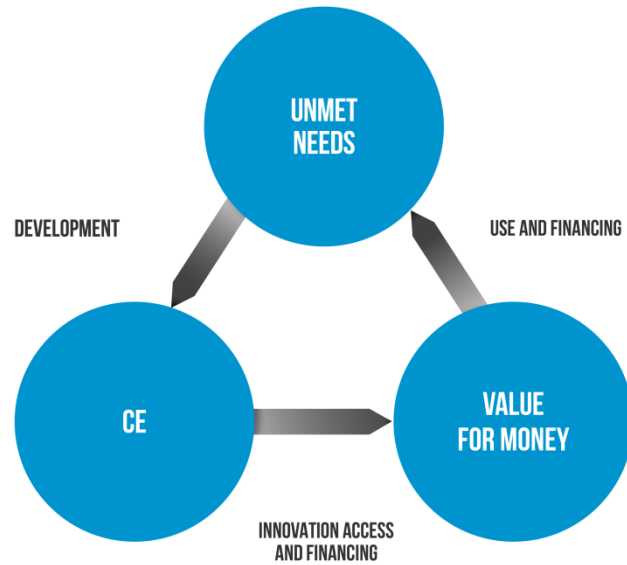 UNMET
NEEDS
DEVELOPMENT
USE AND FINANCING
CE
VALUE
FOR MONEY
INNOVATION ACCESS
AND FINANCING